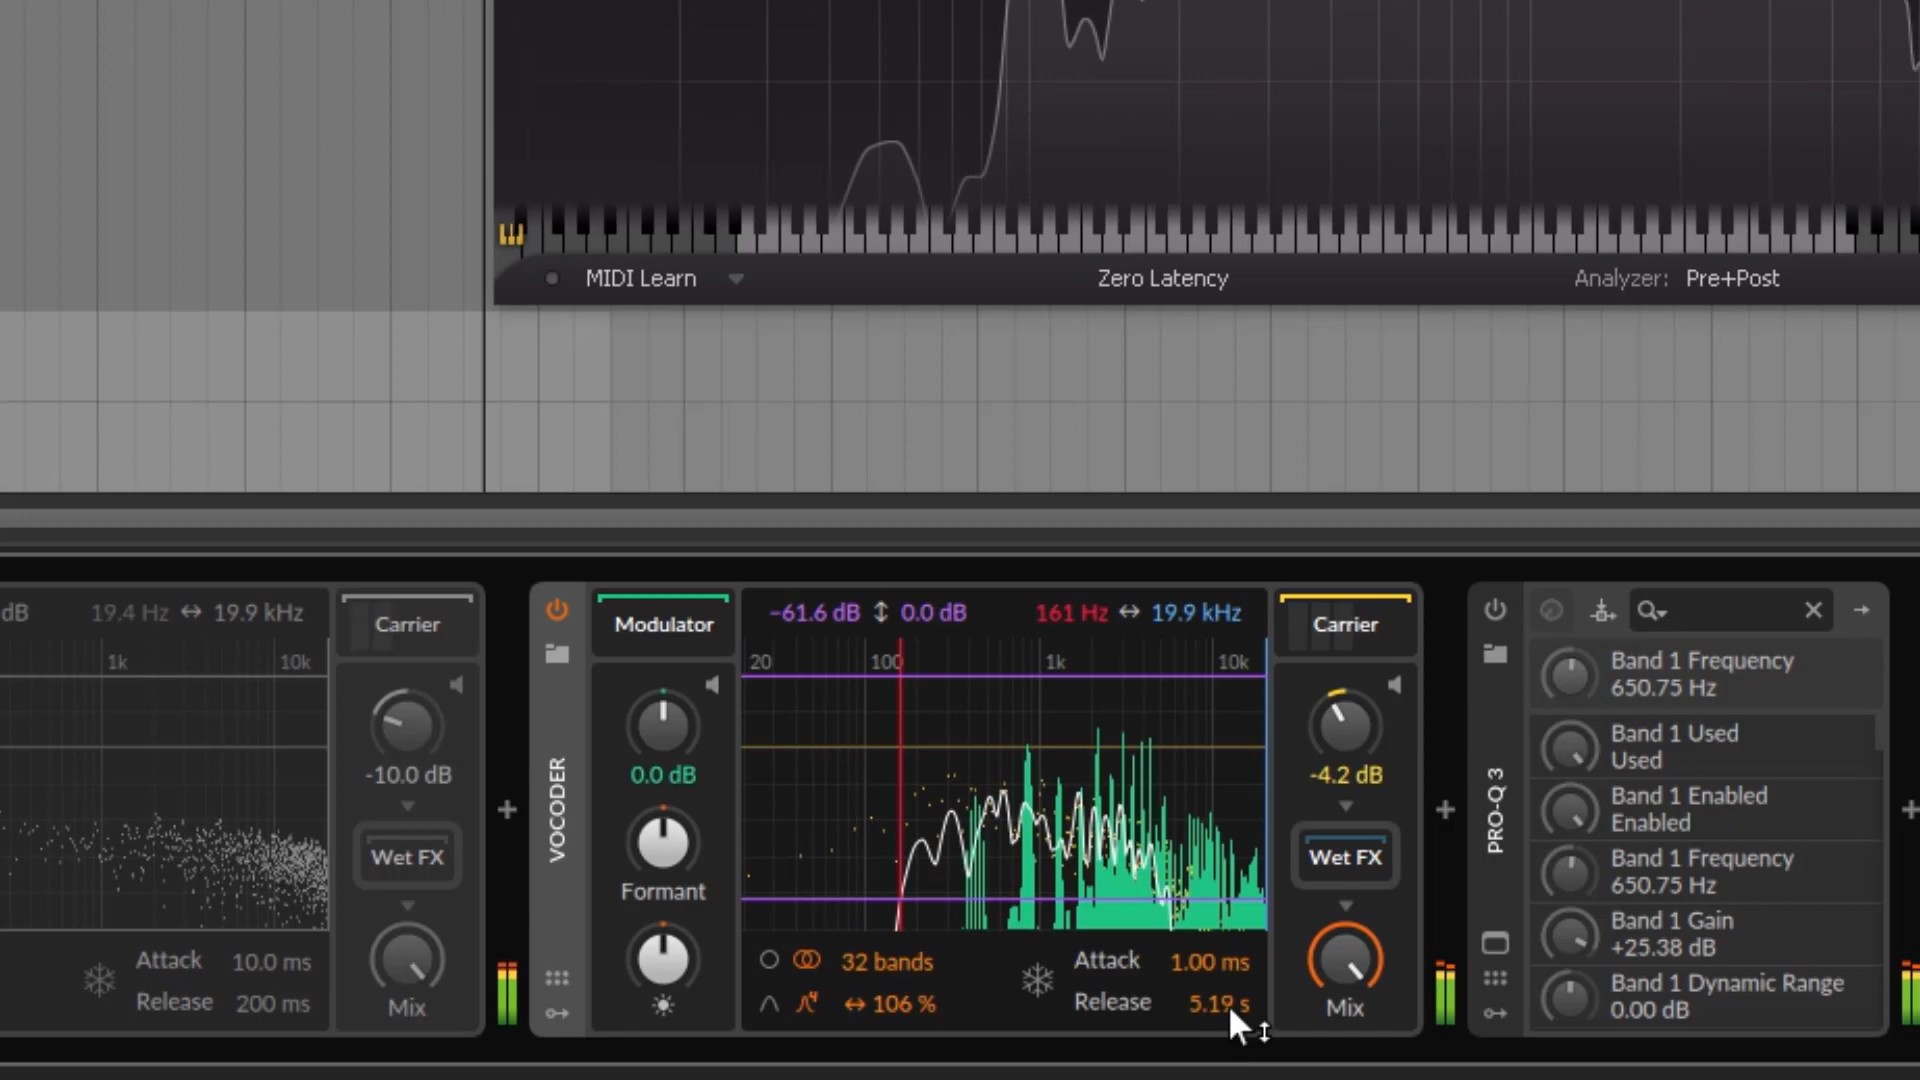 MIDI Learn
Zero Latency
Analyzer: Pre+Post
dB
19.4 Hz ↔ 19.9 kHz
1k
10k
Attack 10.0 ms
Release 200 ms
Carrier
-10.0 dB
Wet FX
Mix
VOCODER
Modulator
0.0 dB
Formant
-61.6 dB ↕ 0.0 dB
161 Hz ↔ 19.9 kHz
20
100
1k
10k
32 bands
↔ 106 %
Attack 1.00 ms
Release 5.19 s
Carrier
-4.2 dB
Wet FX
Mix
PRO-Q 3
Band 1 Frequency
650.75 Hz
Band 1 Used
Used
Band 1 Enabled
Enabled
Band 1 Frequency
650.75 Hz
Band 1 Gain
+25.38 dB
Band 1 Dynamic Range
0.00 dB